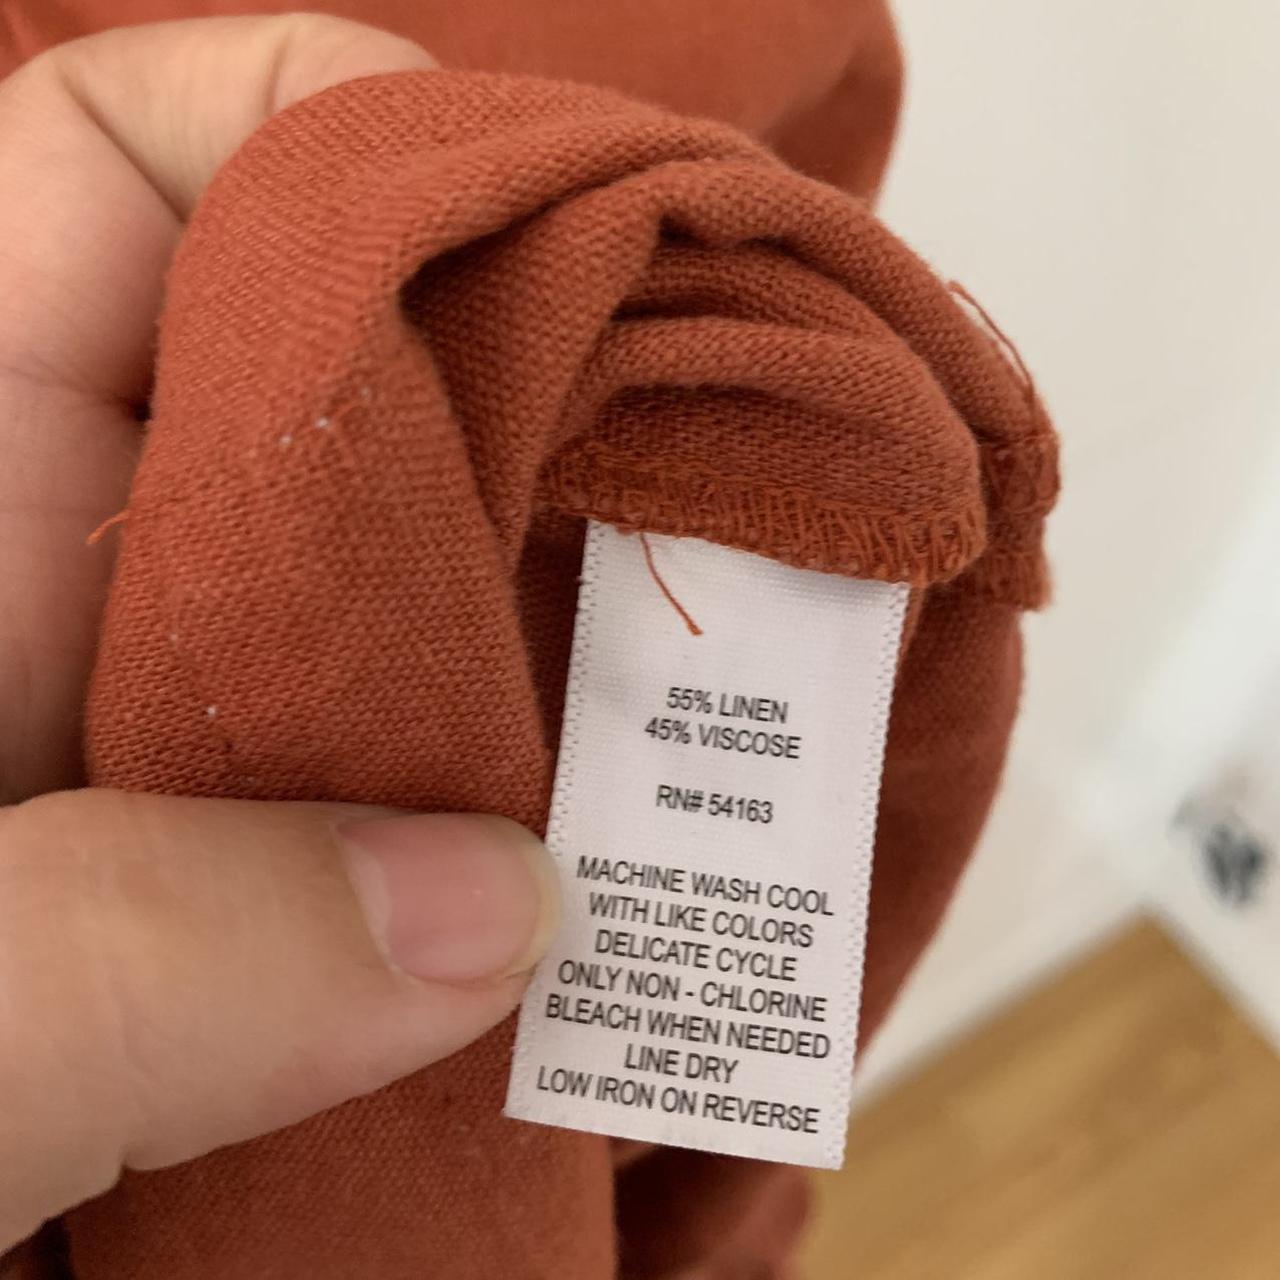 55% LINEN
45% VISCOSE
RN# 54163
MACHINE WASH COOL
WITH LIKE COLORS
DELICATE CYCLE
ONLY NON - CHLORINE
BLEACH WHEN NEEDED
LINE DRY
LOW IRON ON REVERSE